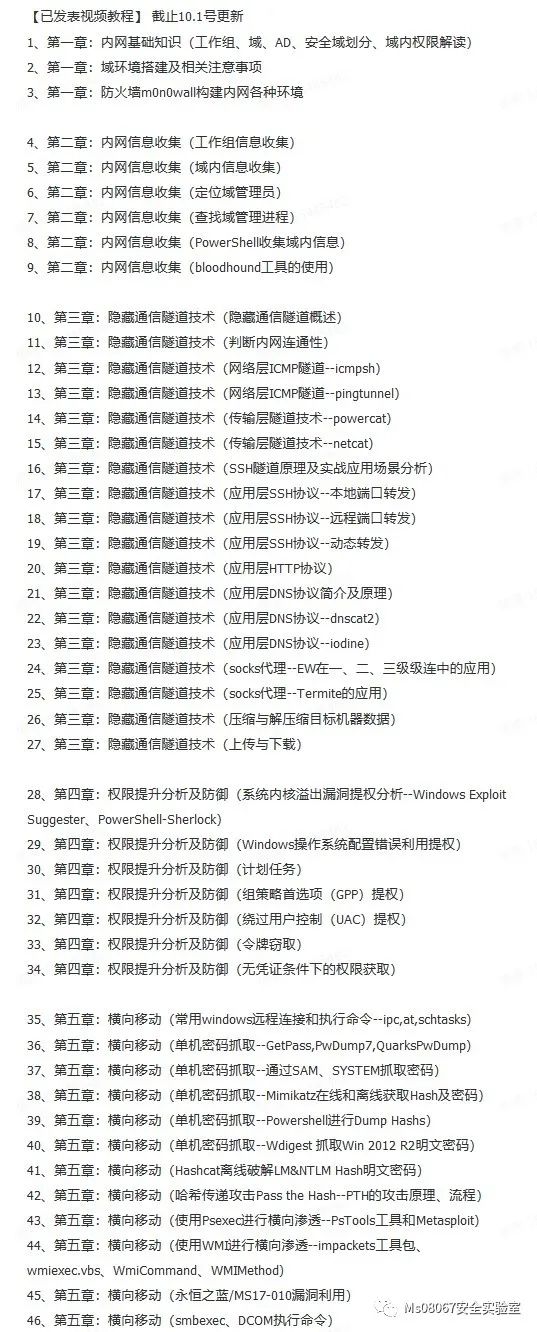 【已发表视频教程】 截止10.1号更新
1、第一章：内网基础知识（工作组、域、AD、安全域划分、域内权限解读）
2、第一章：域环境搭建及相关注意事项
3、第一章：防火墙m0n0wall构建内网各种环境
4、第二章：内网信息收集（工作组信息收集）
5、第二章：内网信息收集（域内信息收集）
6、第二章：内网信息收集（定位域管理员）
7、第二章：内网信息收集（查找域管理进程）
8、第二章：内网信息收集（PowerShell收集域内信息）
9、第二章：内网信息收集（bloodhound工具的使用）
10、第三章：隐藏通信隧道技术（隐藏通信隧道概述）
11、第三章：隐藏通信隧道技术（判断内网连通性）
12、第三章：隐藏通信隧道技术（网络层ICMP隧道--icmpsh)
13、第三章：隐藏通信隧道技术（网络层ICMP隧道--pingtunnel)
14、第三章：隐藏通信隧道技术（传输层隧道技术--powercat)
15、第三章：隐藏通信隧道技术（传输层隧道技术--netcat)
16、第三章：隐藏通信隧道技术（SSH隧道原理及实战应用场景分析）
17、第三章：隐藏通信隧道技术（应用层SSH协议--本地端口转发）
18、第三章：隐藏通信隧道技术（应用层SSH协议--远程端口转发）
19、第三章：隐藏通信隧道技术（应用层SSH协议--动态转发）
20、第三章：隐藏通信隧道技术（应用层HTTP协议）
21、第三章：隐藏通信隧道技术（应用层DNS协议简介及原理）
22、第三章：隐藏通信隧道技术（应用层DNS协议--dnscat2)
23、第三章：隐藏通信隧道技术（应用层DNS协议--iodine)
24、第三章：隐藏通信隧道技术（socks代理--EW在一、二、三级级连中的应用）
25、第三章：隐藏通信隧道技术（socks代理--Termite的应用）
26、第三章：隐藏通信隧道技术（压缩与解压缩目标机器数据）
27、第三章：隐藏通信隧道技术（上传与下载）
28、第四章：权限提升分析及防御（系统内核溢出漏洞提权分析--Windows Exploit
Suggester、PowerShell-Sherlock)
29、第四章：权限提升分析及防御（Windows操作系统配置错误利用提权）
30、第四章：权限提升分析及防御（计划任务）
31、第四章：权限提升分析及防御（组策略首选项（GPP）提权）
32、第四章：权限提升分析及防御（绕过用户控制（UAC）提权）
33、第四章：权限提升分析及防御（令牌窃取）
34、第四章：权限提升分析及防御（无凭证条件下的权限获取）
35、第五章：横向移动（常用windows远程连接和执行命令--ipc,at,schtasks)
36、第五章：横向移动（单机密码抓取--GetPass,PwDump7,QuarksPwDump)
37、第五章：横向移动（单机密码抓取--通过SAM、SYSTEM抓取密码）
38、第五章：横向移动（单机密码抓取--Mimikatz在线和离线获取Hash及密码）
39、第五章：横向移动（单机密码抓取--Powershell进行Dump Hashs）
40、第五章：横向移动（单机密码抓取--Wdigest 抓取Win 2012 R2明文密码）
41、第五章：横向移动（Hashcat离线破解LM&NTLM Hash明文密码）
42、第五章：横向移动（哈希传递攻击Pass the Hash--PTH的攻击原理、流程）
43、第五章：横向移动（使用Psexec进行横向渗透--PsTools工具和Metasploit)
44、第五章：横向移动（使用WMI进行横向渗透--impackets工具包、
wmiexec.vbs、WmiCommand、WMIMethod)
45、第五章：横向移动（永恒之蓝/MS17-010漏洞利用）
46、第五章：横向移动（smbexec、DCOM执行命令）
Ms08067安全实验室